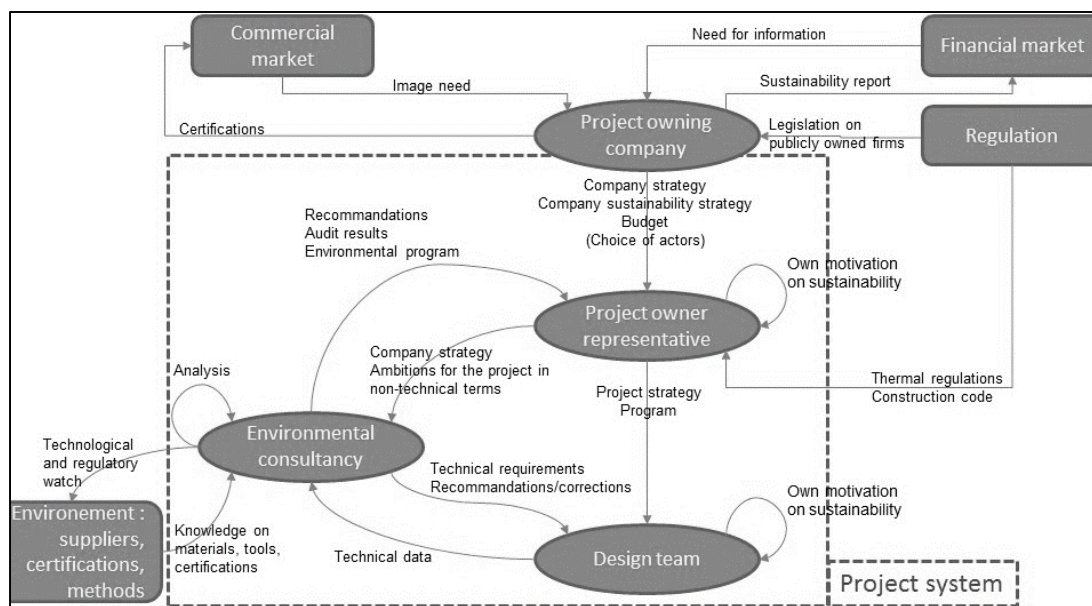 Commercial
market
Need for information
Financial market
Image need
Sustainability report
Certifications
Project owning
company
Legislation on
publicly owned firms
Regulation
Company strategy
Company sustainability strategy
Budget
(Choice of actors)
Recommandations
Audit results
Environmental program
Own motivation
on sustainability
Project owner
representative
Company strategy
Ambitions for the project in
non-technical terms
Analysis
Thermal regulations
Construction code
Project strategy
Program
Environmental
consultancy
Technological
and regulatory
watch
Technical requirements
Recommendations/corrections
Own motivation
on sustainability
Environement :
suppliers,
certifications,
methods
Knowledge on
materials, tools,
certifications
Technical data
Design team
Project system